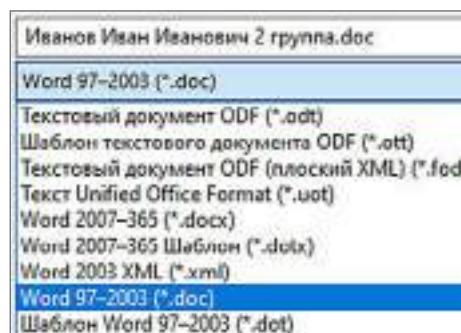 Иванов Иван Иванович 2 группа.doc
Word 97–2003 (*.doc)
Текстовый документ ODF (*.odt)
Шаблон текстового документа ODF (*.ott)
Текстовый документ ODF (плоский XML) (*.fod
Текст Unified Office Format (*.uot)
Word 2007–365 (*.docx)
Word 2007–365 Шаблон (*.dotx)
Word 2003 XML (*.xml)
Word 97–2003 (*.doc)
Шаблон Word 97–2003 (*.dot)